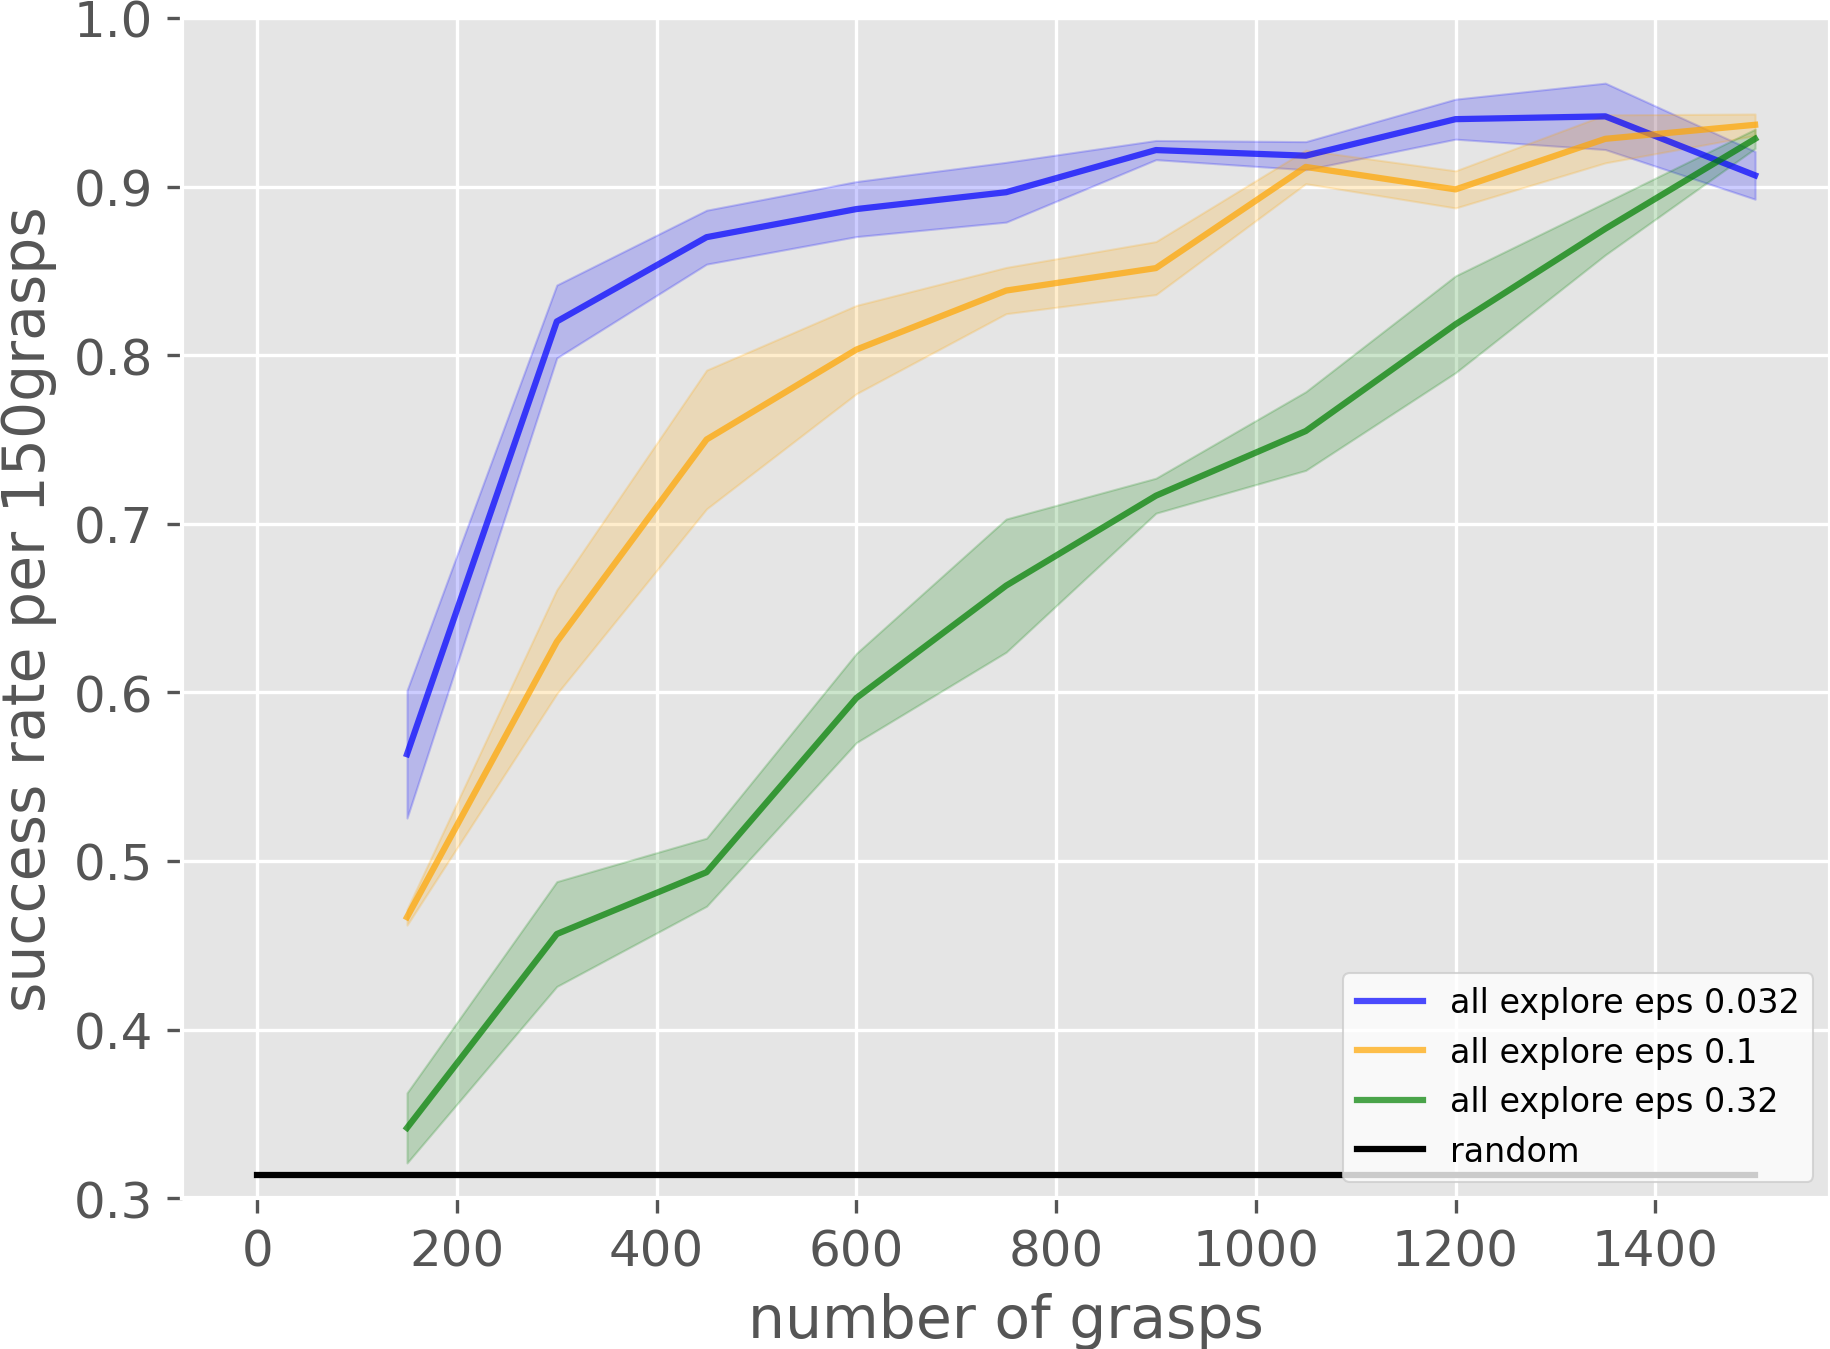 success rate per 150grasps
1.0
0.9
0.8
0.7
0.6
0.5
0.4
0.3
all explore eps 0.032
all explore eps 0.1
all explore eps 0.32
random
0 200 400 600 800 1000 1200 1400
number of grasps